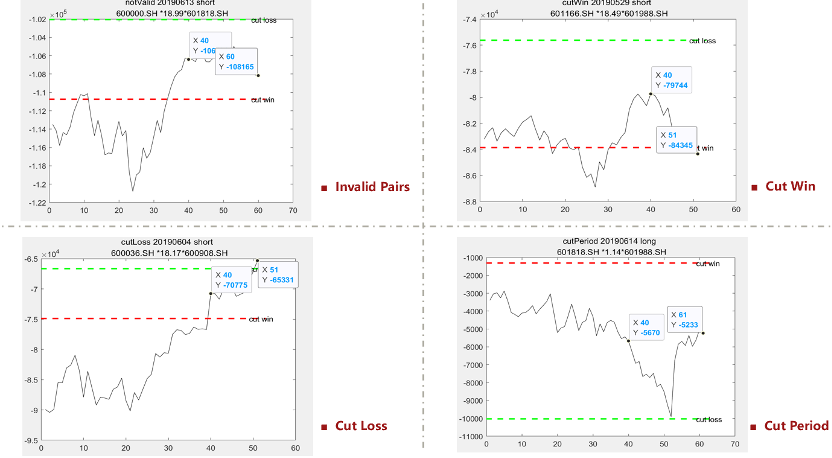 notValid 20190613 short
600000.SH *18.99*601818.SH
×10^5
-1.02
-1.04
-1.06
-1.08
-1.1
-1.12
-1.14
-1.16
-1.18
-1.2
-1.22
0 10 20 30 40 50 60 70
cut loss
X 40
Y -106
X 60
Y -108165
cut win
■ Invalid Pairs
cutWin 20190529 short
601166.SH *18.49*601988.SH
×10^4
-7.4
-7.6
-7.8
-8
-8.2
-8.4
-8.6
-8.8
0 10 20 30 40 50 60
cut loss
X 40
Y -79744
X 51
Y -84345
t win
■ Cut Win
cutLoss 20190604 short
600036.SH *18.17*600908.SH
×10^4
-6.5
-7
-7.5
-8
-8.5
-9
-9.5
0 10 20 30 40 50 60
X 40
Y -70775
X 51
Y -65331
cut win
■ Cut Loss
cutPeriod 20190614 long
601818.SH *1.14*601988.SH
-1000
-2000
-3000
-4000
-5000
-6000
-7000
-8000
-9000
-10000
-11000
0 10 20 30 40 50 60 70
cut win
X 40
Y -5670
X 61
Y -5233
cut loss
■ Cut Period